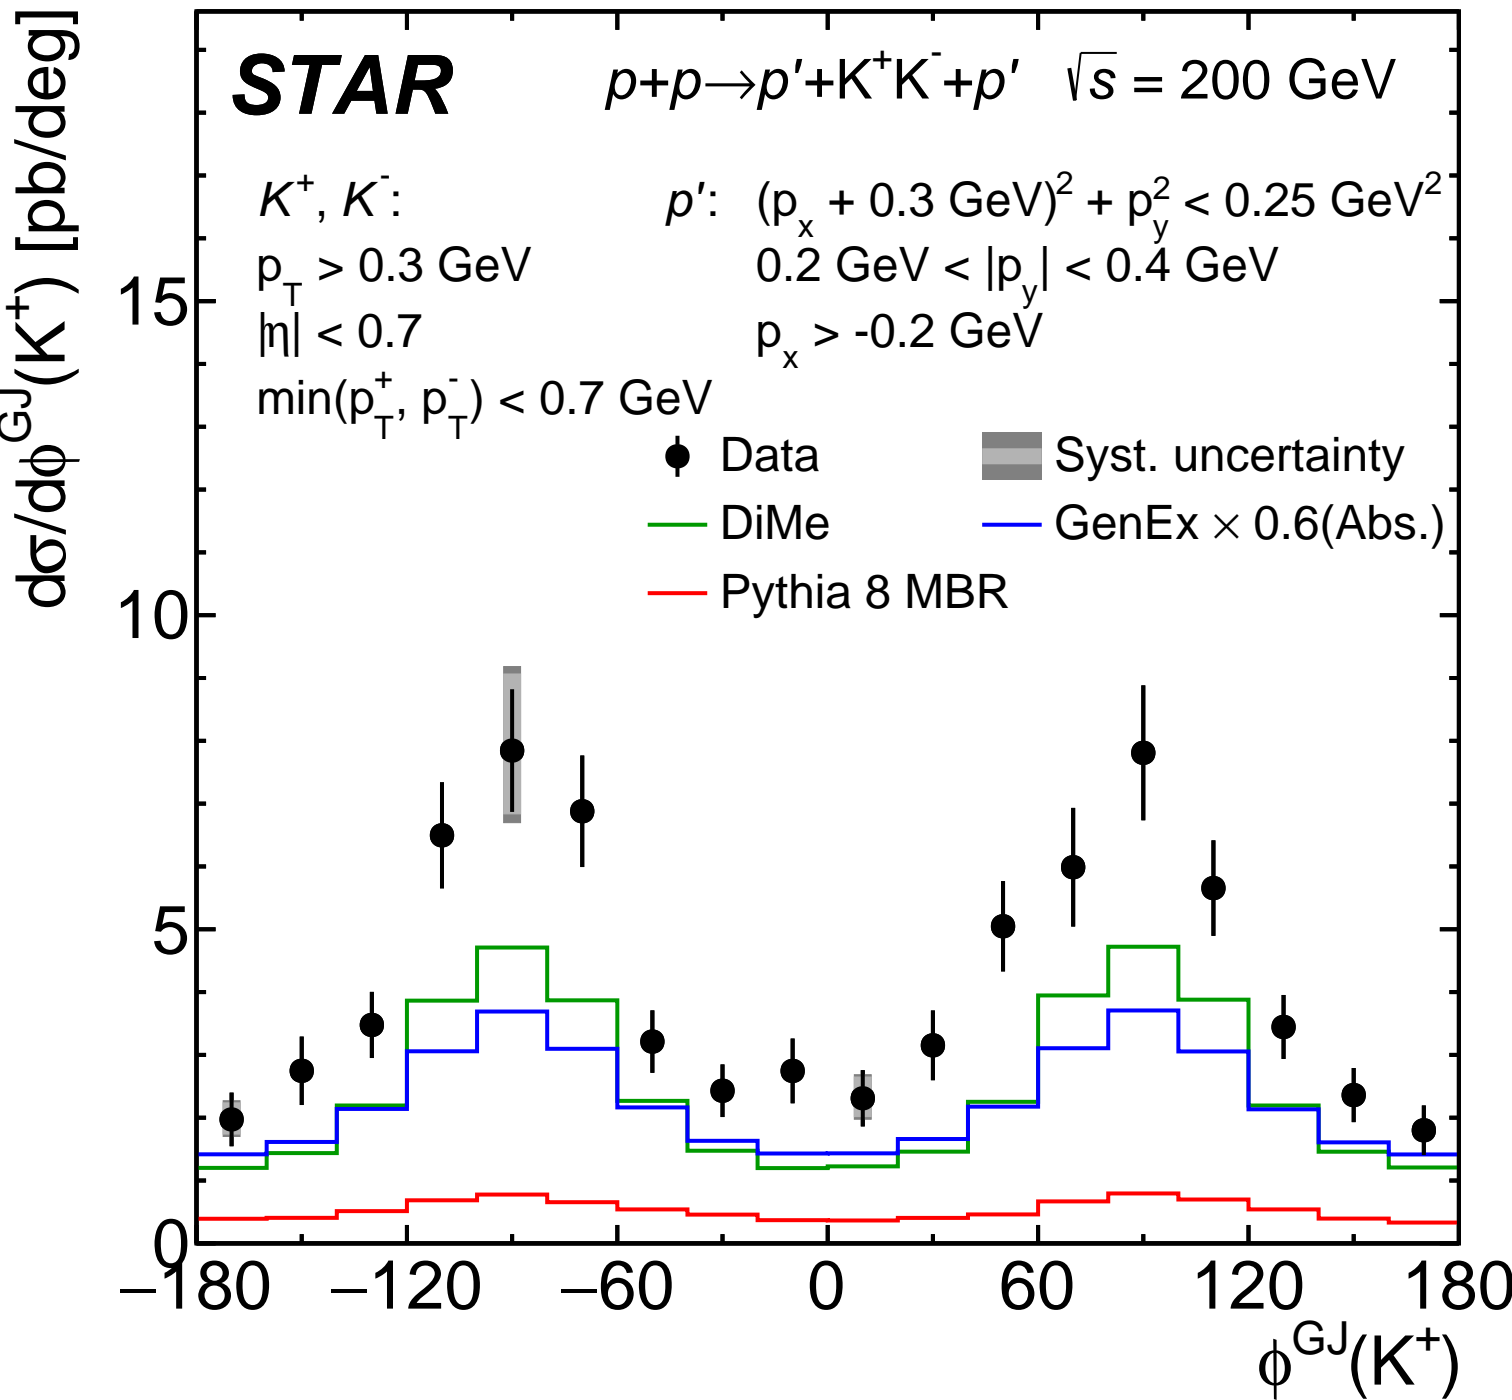 STAR p+p→p′+K⁺K⁻+p′ √s = 200 GeV
K⁺, K⁻: p′: (pₓ + 0.3 GeV)² + p_y² < 0.25 GeV²
p_T > 0.3 GeV 0.2 GeV < |p_y| < 0.4 GeV
|η| < 0.7 pₓ > -0.2 GeV
min(p_T⁺, p_T⁻) < 0.7 GeV
Data Syst. uncertainty
DiMe GenEx × 0.6(Abs.)
Pythia 8 MBR
dσ/dφ^GJ(K⁺) [pb/deg]
15
10
5
0
−180 −120 −60 0 60 120 180
φ^GJ(K⁺)